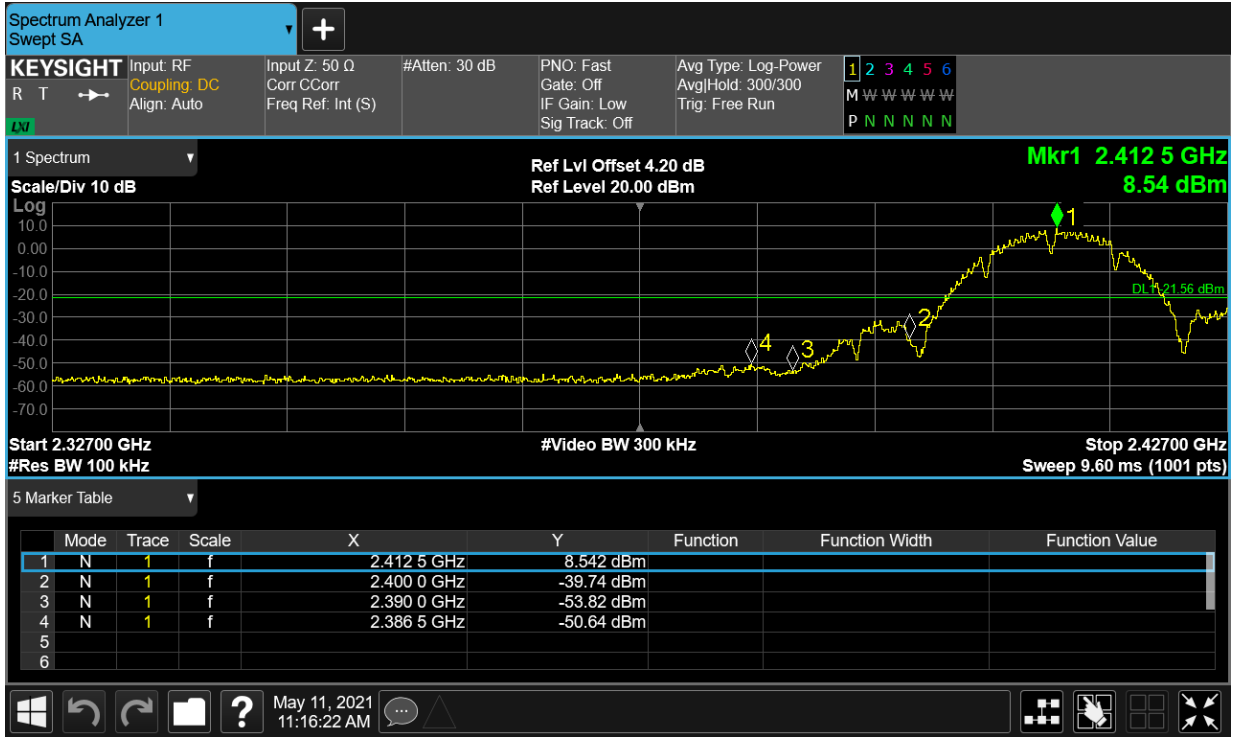 Spectrum Analyzer 1
Swept SA
+
KEYSIGHT
R T
LXI
Input: RF
Coupling: DC
Align: Auto
Input Z: 50 Ω
Corr CCorr
Freq Ref: Int (S)
#Atten: 30 dB
PNO: Fast
Gate: Off
IF Gain: Low
Sig Track: Off
Avg Type: Log-Power
Avg|Hold: 300/300
Trig: Free Run
1 2 3 4 5 6
M W W W W W
P N N N N N
1 Spectrum
Scale/Div 10 dB
Ref Lvl Offset 4.20 dB
Ref Level 20.00 dBm
Mkr1 2.412 5 GHz
8.54 dBm
Log
10.0
0.00
-10.0
-20.0
-30.0
-40.0
-50.0
-60.0
-70.0
1
DL1 -21.56 dBm
2
4
3
Start 2.32700 GHz
#Res BW 100 kHz
#Video BW 300 kHz
Stop 2.42700 GHz
Sweep 9.60 ms (1001 pts)
5 Marker Table
Mode Trace Scale X Y Function Function Width Function Value
1 N 1 f 2.412 5 GHz 8.542 dBm
2 N 1 f 2.400 0 GHz -39.74 dBm
3 N 1 f 2.390 0 GHz -53.82 dBm
4 N 1 f 2.386 5 GHz -50.64 dBm
5
6
?
May 11, 2021
11:16:22 AM